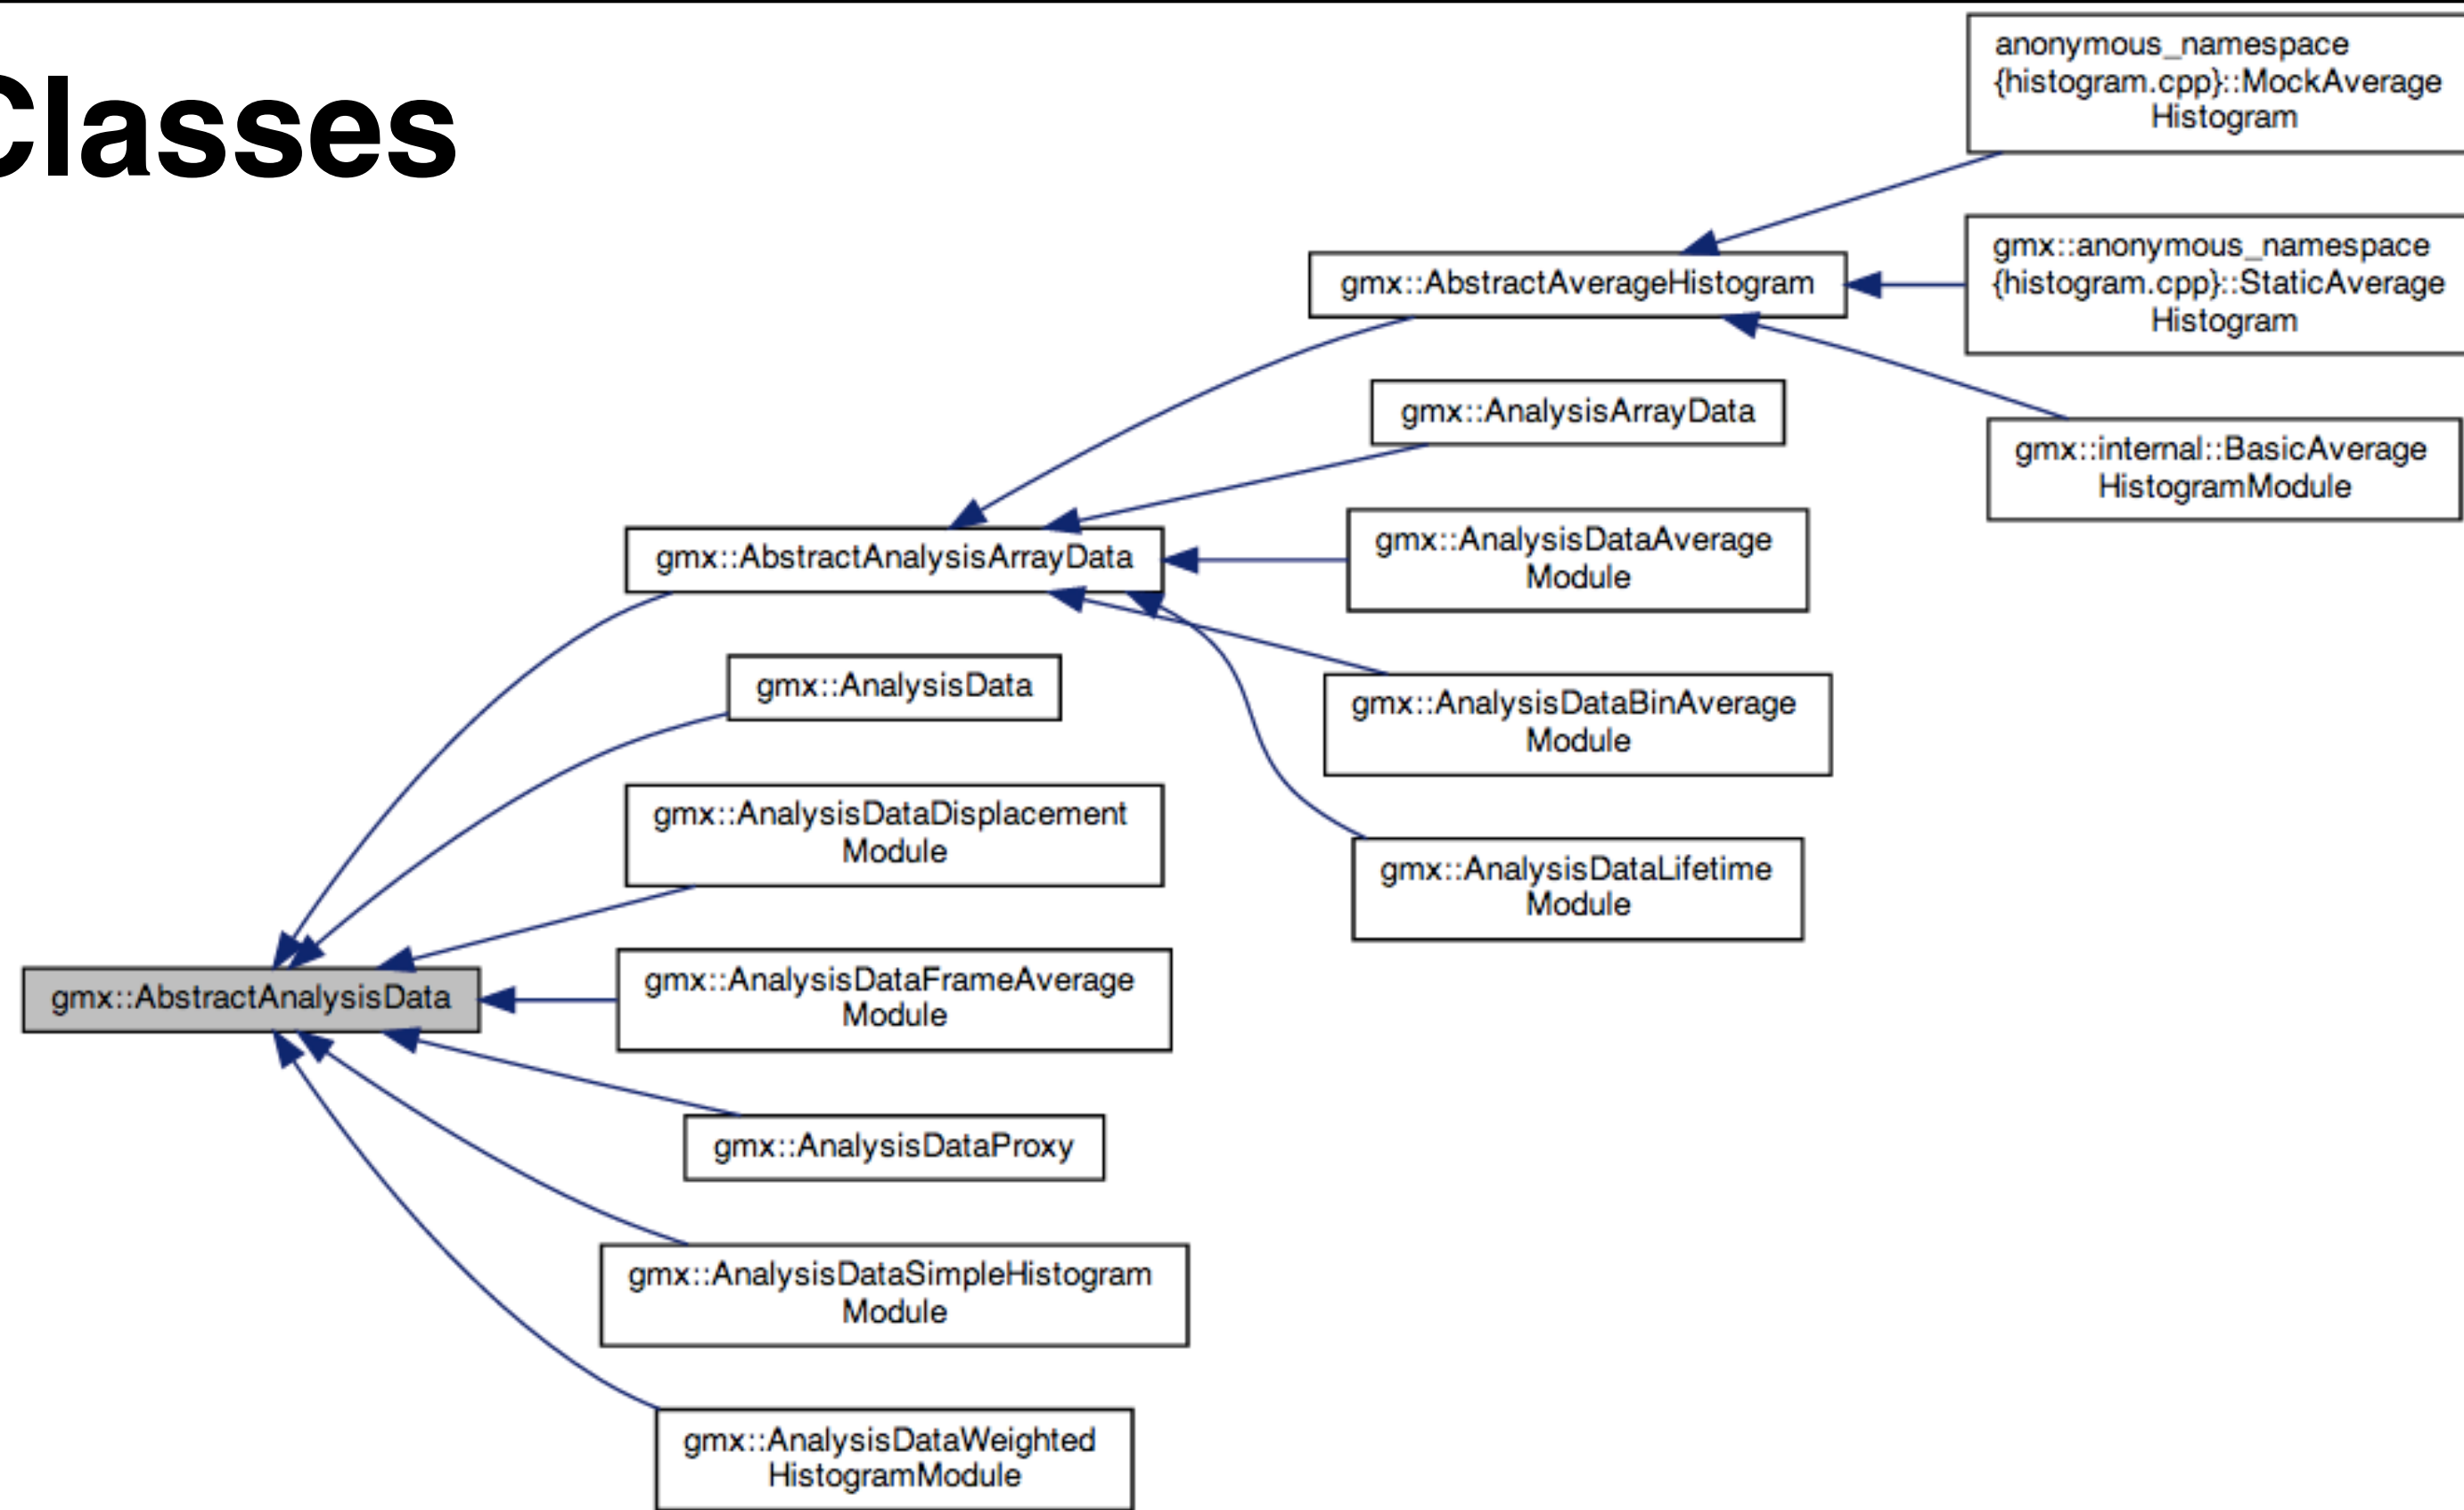 Classes
anonymous_namespace
{histogram.cpp}::MockAverage
Histogram
gmx::anonymous_namespace
{histogram.cpp}::StaticAverage
Histogram
gmx::AbstractAverageHistogram
gmx::internal::BasicAverage
HistogramModule
gmx::AnalysisArrayData
gmx::AbstractAnalysisArrayData
gmx::AnalysisDataAverage
Module
gmx::AnalysisData
gmx::AnalysisDataBinAverage
Module
gmx::AnalysisDataDisplacement
Module
gmx::AnalysisDataLifetime
Module
gmx::AbstractAnalysisData
gmx::AnalysisDataFrameAverage
Module
gmx::AnalysisDataProxy
gmx::AnalysisDataSimpleHistogram
Module
gmx::AnalysisDataWeighted
HistogramModule